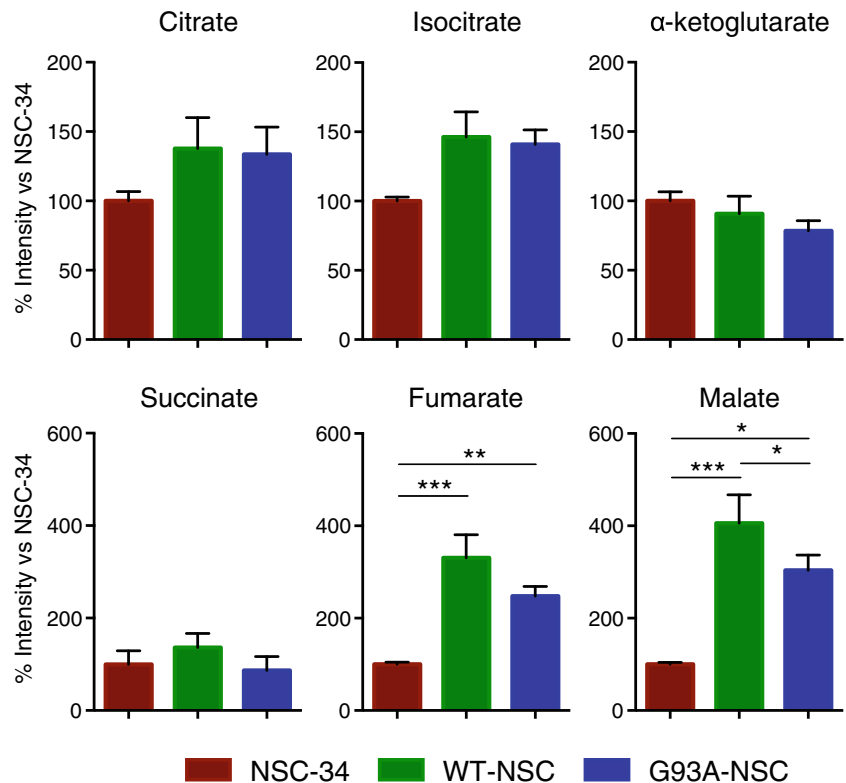 Citrate Isocitrate α-ketoglutarate
% Intensity vs NSC-34
200 200 200
150 150 150
100 100 100
50 50 50
0 0 0
Succinate Fumarate Malate
% Intensity vs NSC-34
600 600 600
400 400 400
200 200 200
0 0 0
** ***
* *** *
NSC-34 WT-NSC G93A-NSC